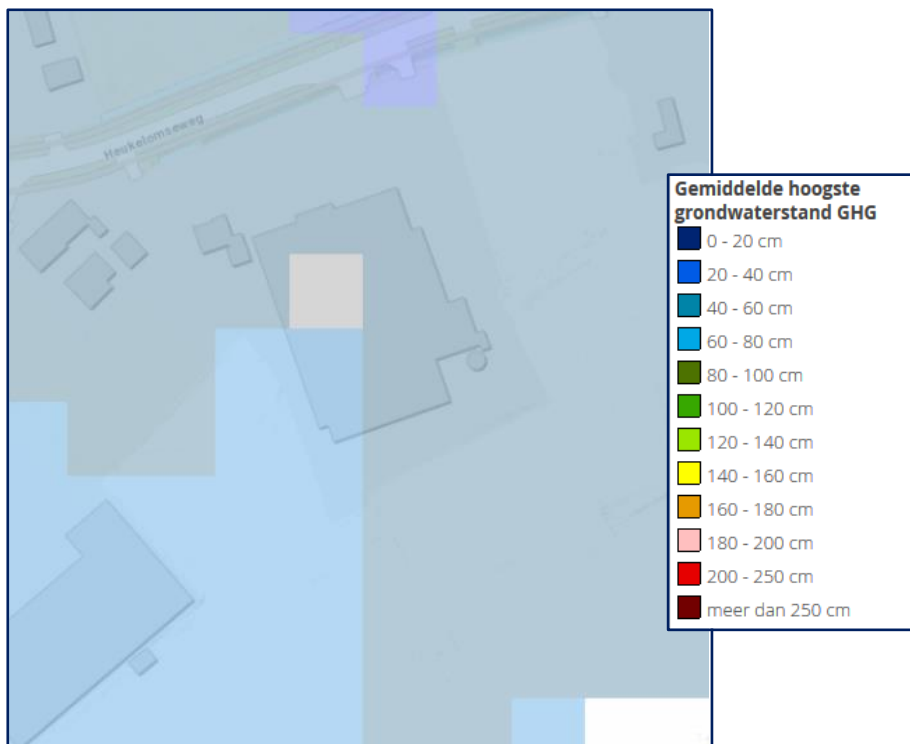 Heukelomseweg
Gemiddelde hoogste
grondwaterstand GHG
0 - 20 cm
20 - 40 cm
40 - 60 cm
60 - 80 cm
80 - 100 cm
100 - 120 cm
120 - 140 cm
140 - 160 cm
160 - 180 cm
180 - 200 cm
200 - 250 cm
meer dan 250 cm